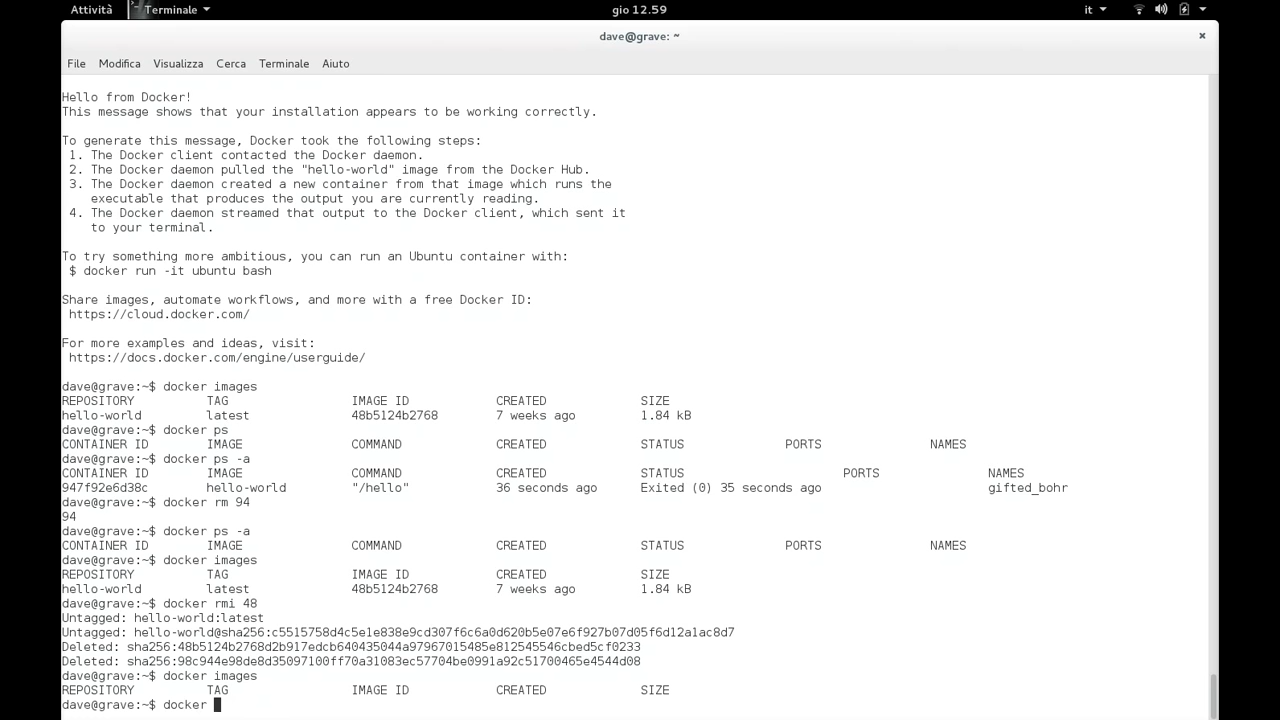 Attività Terminale gio 12.59 it
dave@grave: ~ ×
File Modifica Visualizza Cerca Terminale Aiuto
Hello from Docker!
This message shows that your installation appears to be working correctly.
To generate this message, Docker took the following steps:
1. The Docker client contacted the Docker daemon.
2. The Docker daemon pulled the "hello-world" image from the Docker Hub.
3. The Docker daemon created a new container from that image which runs the
executable that produces the output you are currently reading.
4. The Docker daemon streamed that output to the Docker client, which sent it
to your terminal.
To try something more ambitious, you can run an Ubuntu container with:
$ docker run -it ubuntu bash
Share images, automate workflows, and more with a free Docker ID:
https://cloud.docker.com/
For more examples and ideas, visit:
https://docs.docker.com/engine/userguide/
dave@grave:~$ docker images
REPOSITORY TAG IMAGE ID CREATED SIZE
hello-world latest 48b5124b2768 7 weeks ago 1.84 kB
dave@grave:~$ docker ps
CONTAINER ID IMAGE COMMAND CREATED STATUS PORTS NAMES
dave@grave:~$ docker ps -a
CONTAINER ID IMAGE COMMAND CREATED STATUS PORTS NAMES
947f92e6d38c hello-world "/hello" 36 seconds ago Exited (0) 35 seconds ago gifted_bohr
dave@grave:~$ docker rm 94
94
dave@grave:~$ docker ps -a
CONTAINER ID IMAGE COMMAND CREATED STATUS PORTS NAMES
dave@grave:~$ docker images
REPOSITORY TAG IMAGE ID CREATED SIZE
hello-world latest 48b5124b2768 7 weeks ago 1.84 kB
dave@grave:~$ docker rmi 48
Untagged: hello-world:latest
Untagged: hello-world@sha256:c5515758d4c5e1e838e9cd307f6c6a0d620b5e07e6f927b07d05f6d12a1ac8d7
Deleted: sha256:48b5124b2768d2b917edcb640435044a97967015485e812545546cbed5cf0233
Deleted: sha256:98c944e98de8d35097100ff70a31083ec57704be0991a92c51700465e4544d08
dave@grave:~$ docker images
REPOSITORY TAG IMAGE ID CREATED SIZE
dave@grave:~$ docker